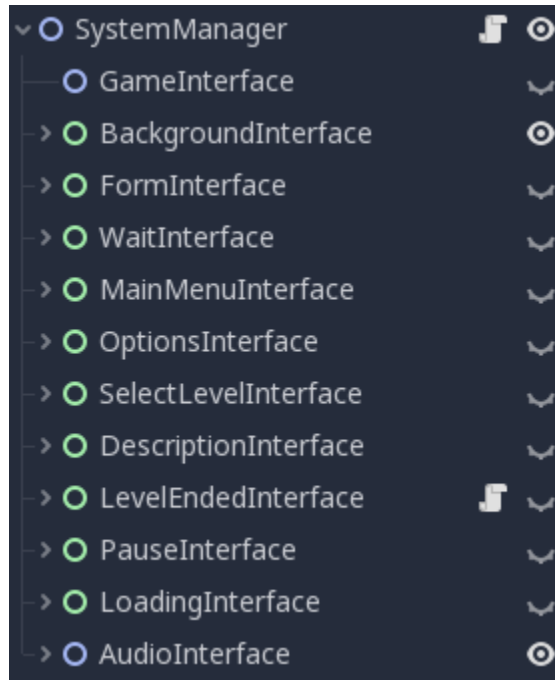 SystemManager
GameInterface
BackgroundInterface
FormInterface
WaitInterface
MainMenuInterface
OptionsInterface
SelectLevelInterface
DescriptionInterface
LevelEndedInterface
PauseInterface
LoadingInterface
AudioInterface